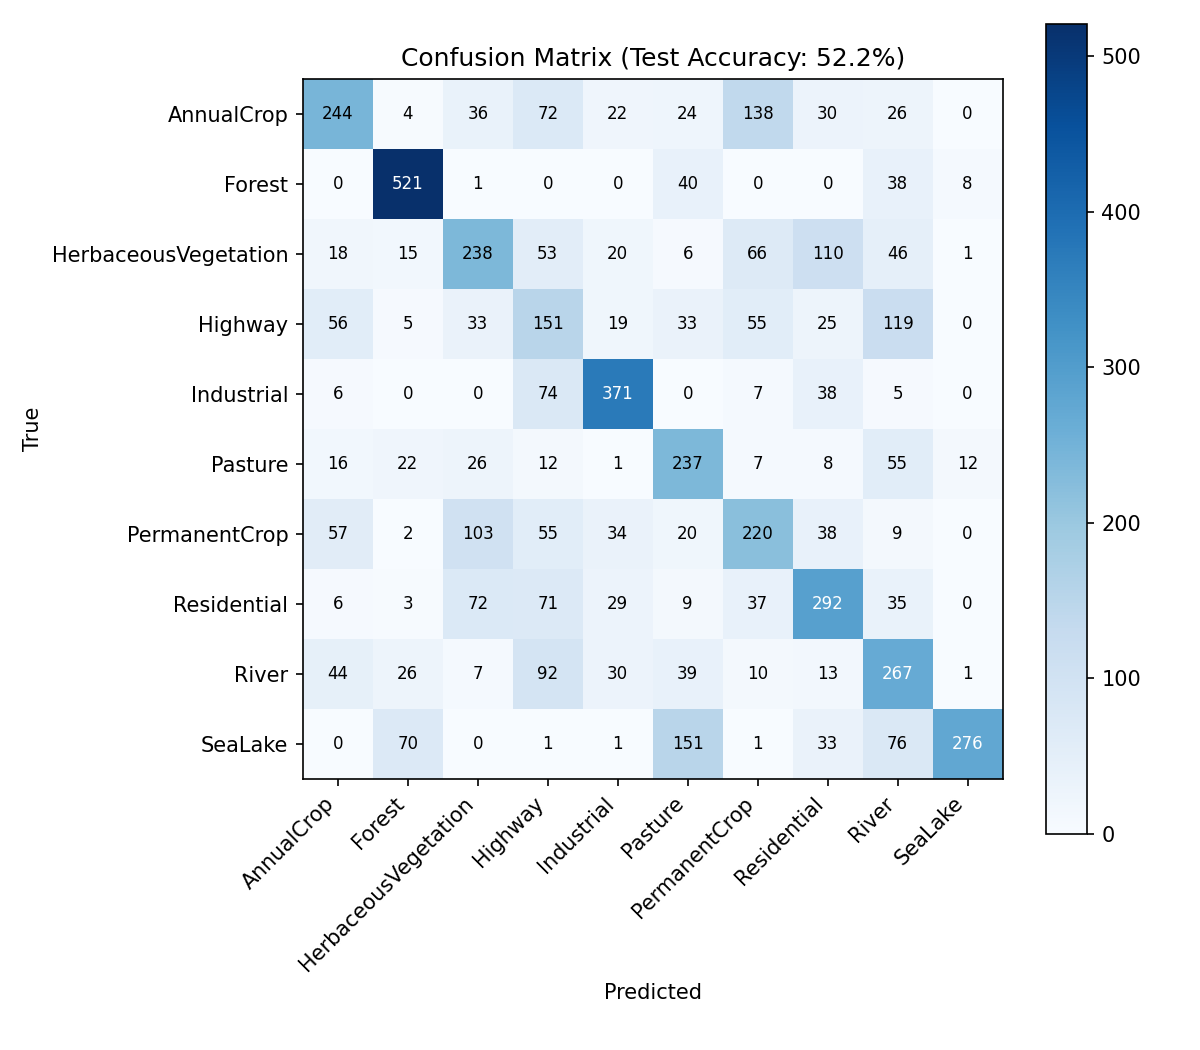 Confusion Matrix (Test Accuracy: 52.2%)
AnnualCrop 244 4 36 72 22 24 138 30 26 0
Forest 0 521 1 0 0 40 0 0 38 8
HerbaceousVegetation 18 15 238 53 20 6 66 110 46 1
Highway 56 5 33 151 19 33 55 25 119 0
Industrial 6 0 0 74 371 0 7 38 5 0
Pasture 16 22 26 12 1 237 7 8 55 12
PermanentCrop 57 2 103 55 34 20 220 38 9 0
Residential 6 3 72 71 29 9 37 292 35 0
River 44 26 7 92 30 39 10 13 267 1
SeaLake 0 70 0 1 1 151 1 33 76 276
True
AnnualCrop
Forest
HerbaceousVegetation
Highway
Industrial
Pasture
PermanentCrop
Residential
River
SeaLake
Predicted
500
400
300
200
100
0